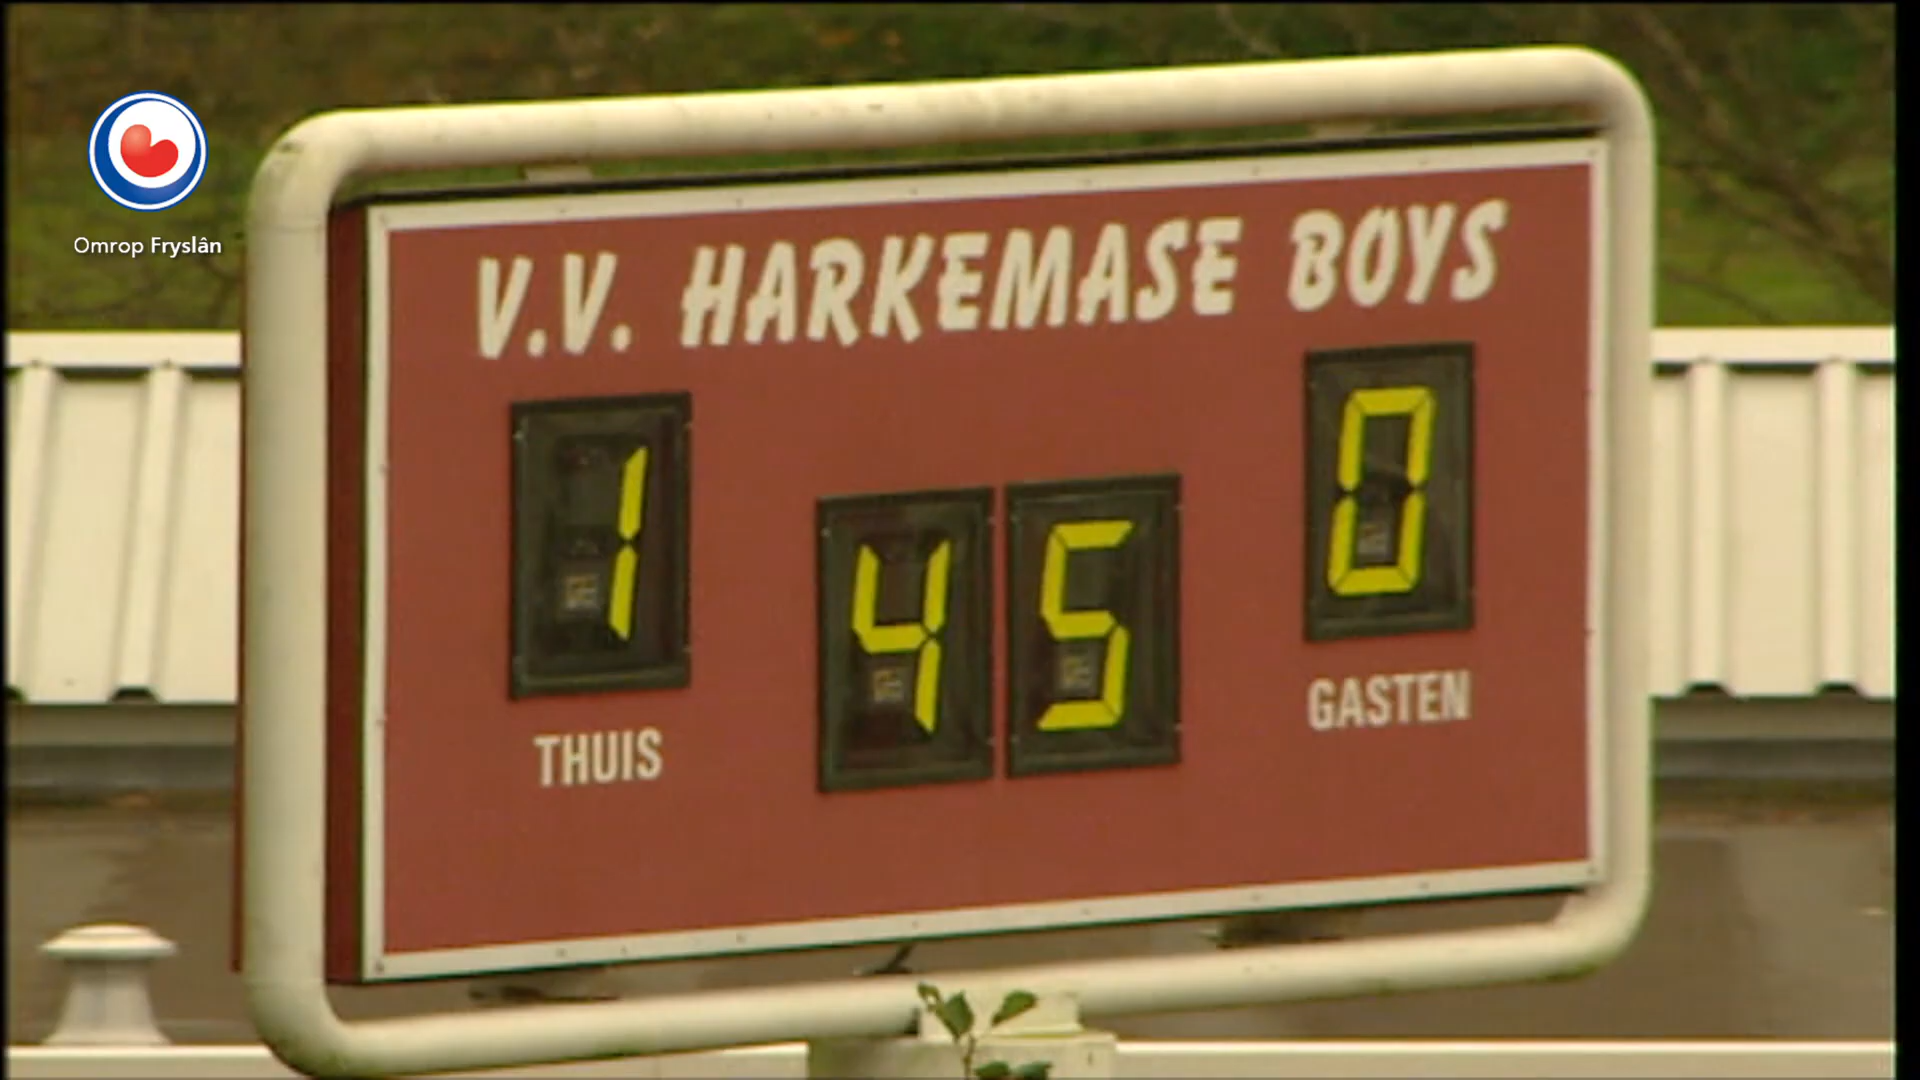 Omrop Fryslân
V.V. HARKEMASE BOYS
1 45 0
THUIS GASTEN